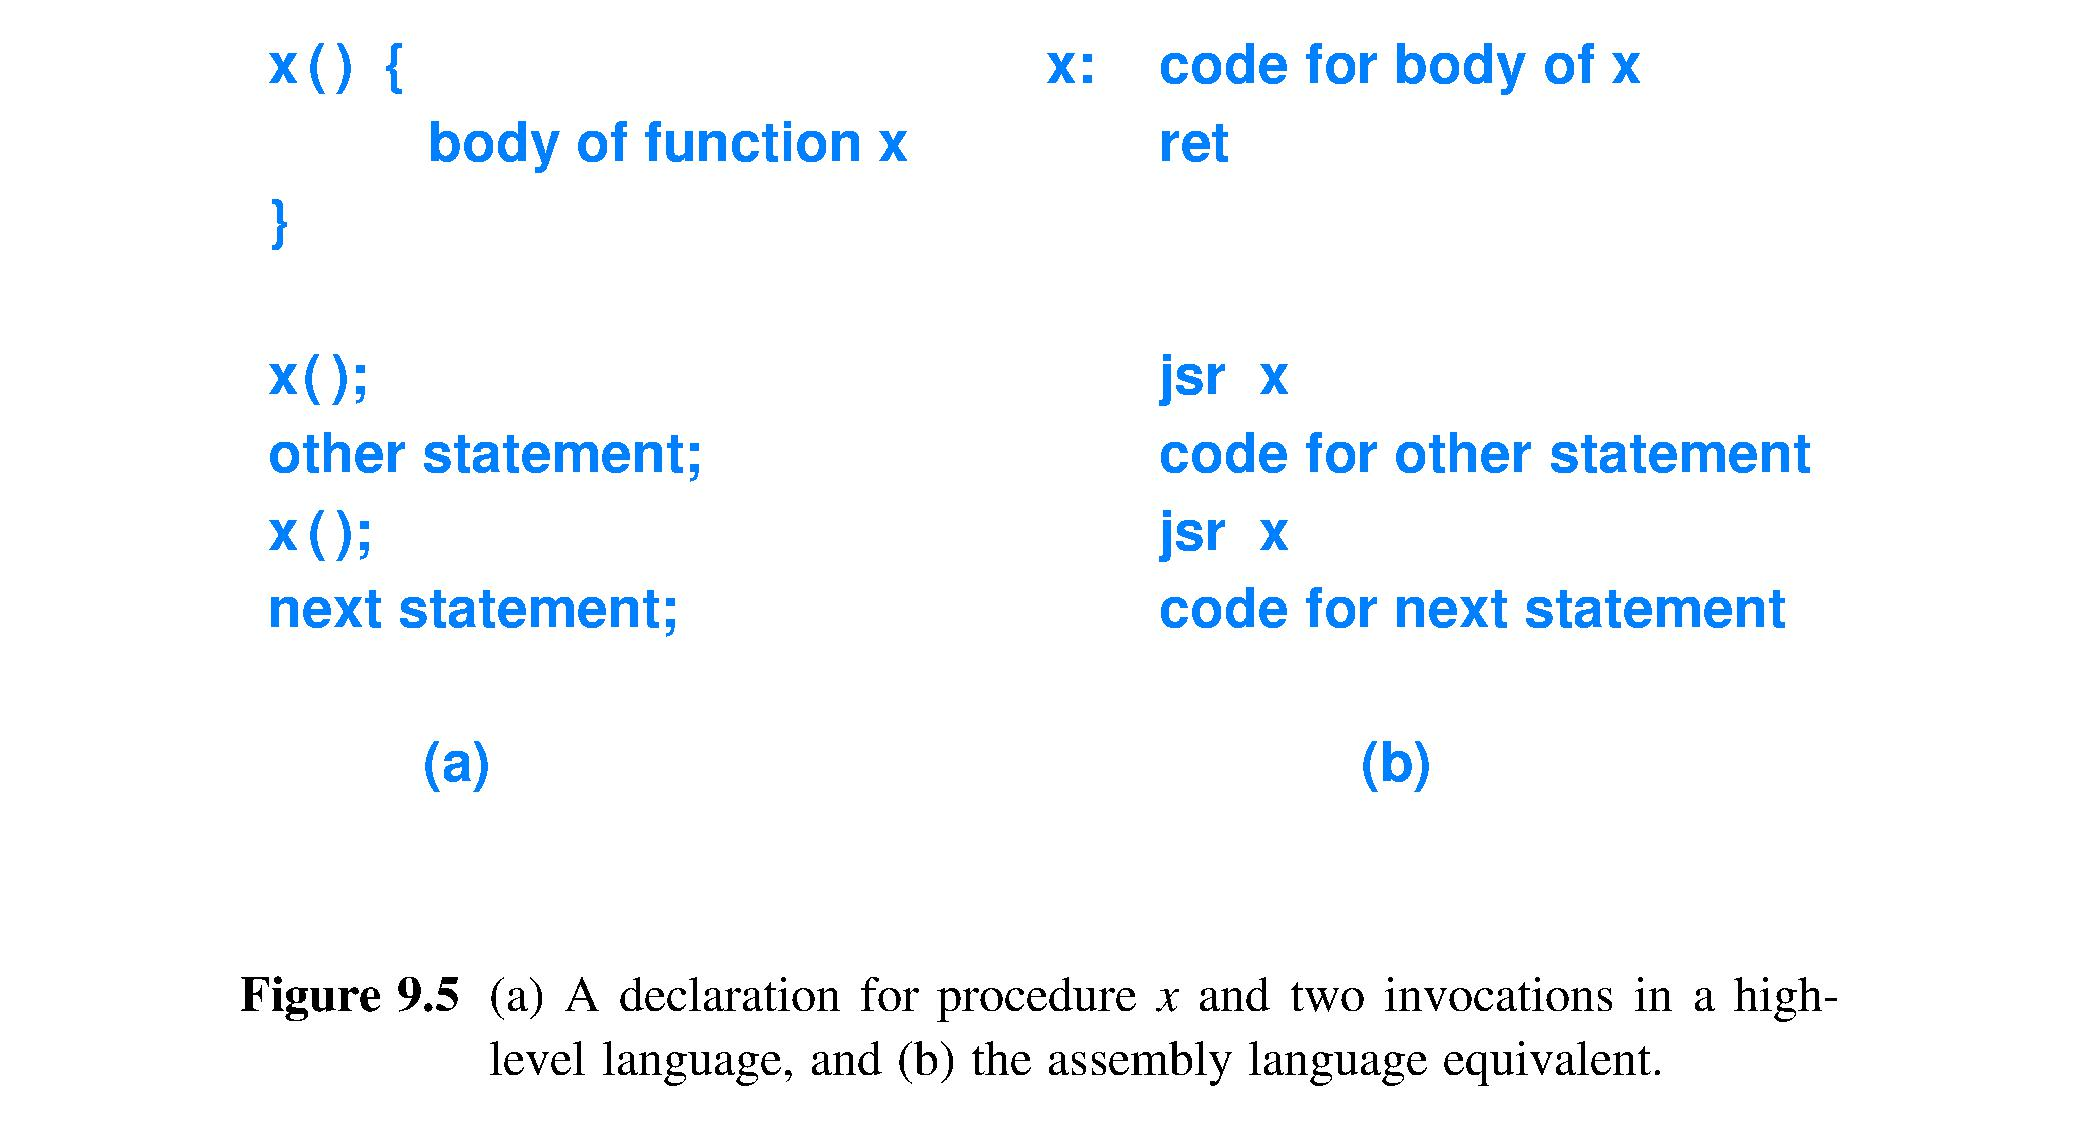 x() {
body of function x
}
x();
other statement;
x();
next statement;
(a)
x: code for body of x
ret
jsr x
code for other statement
jsr x
code for next statement
(b)
Figure 9.5 (a) A declaration for procedure x and two invocations in a high-
level language, and (b) the assembly language equivalent.